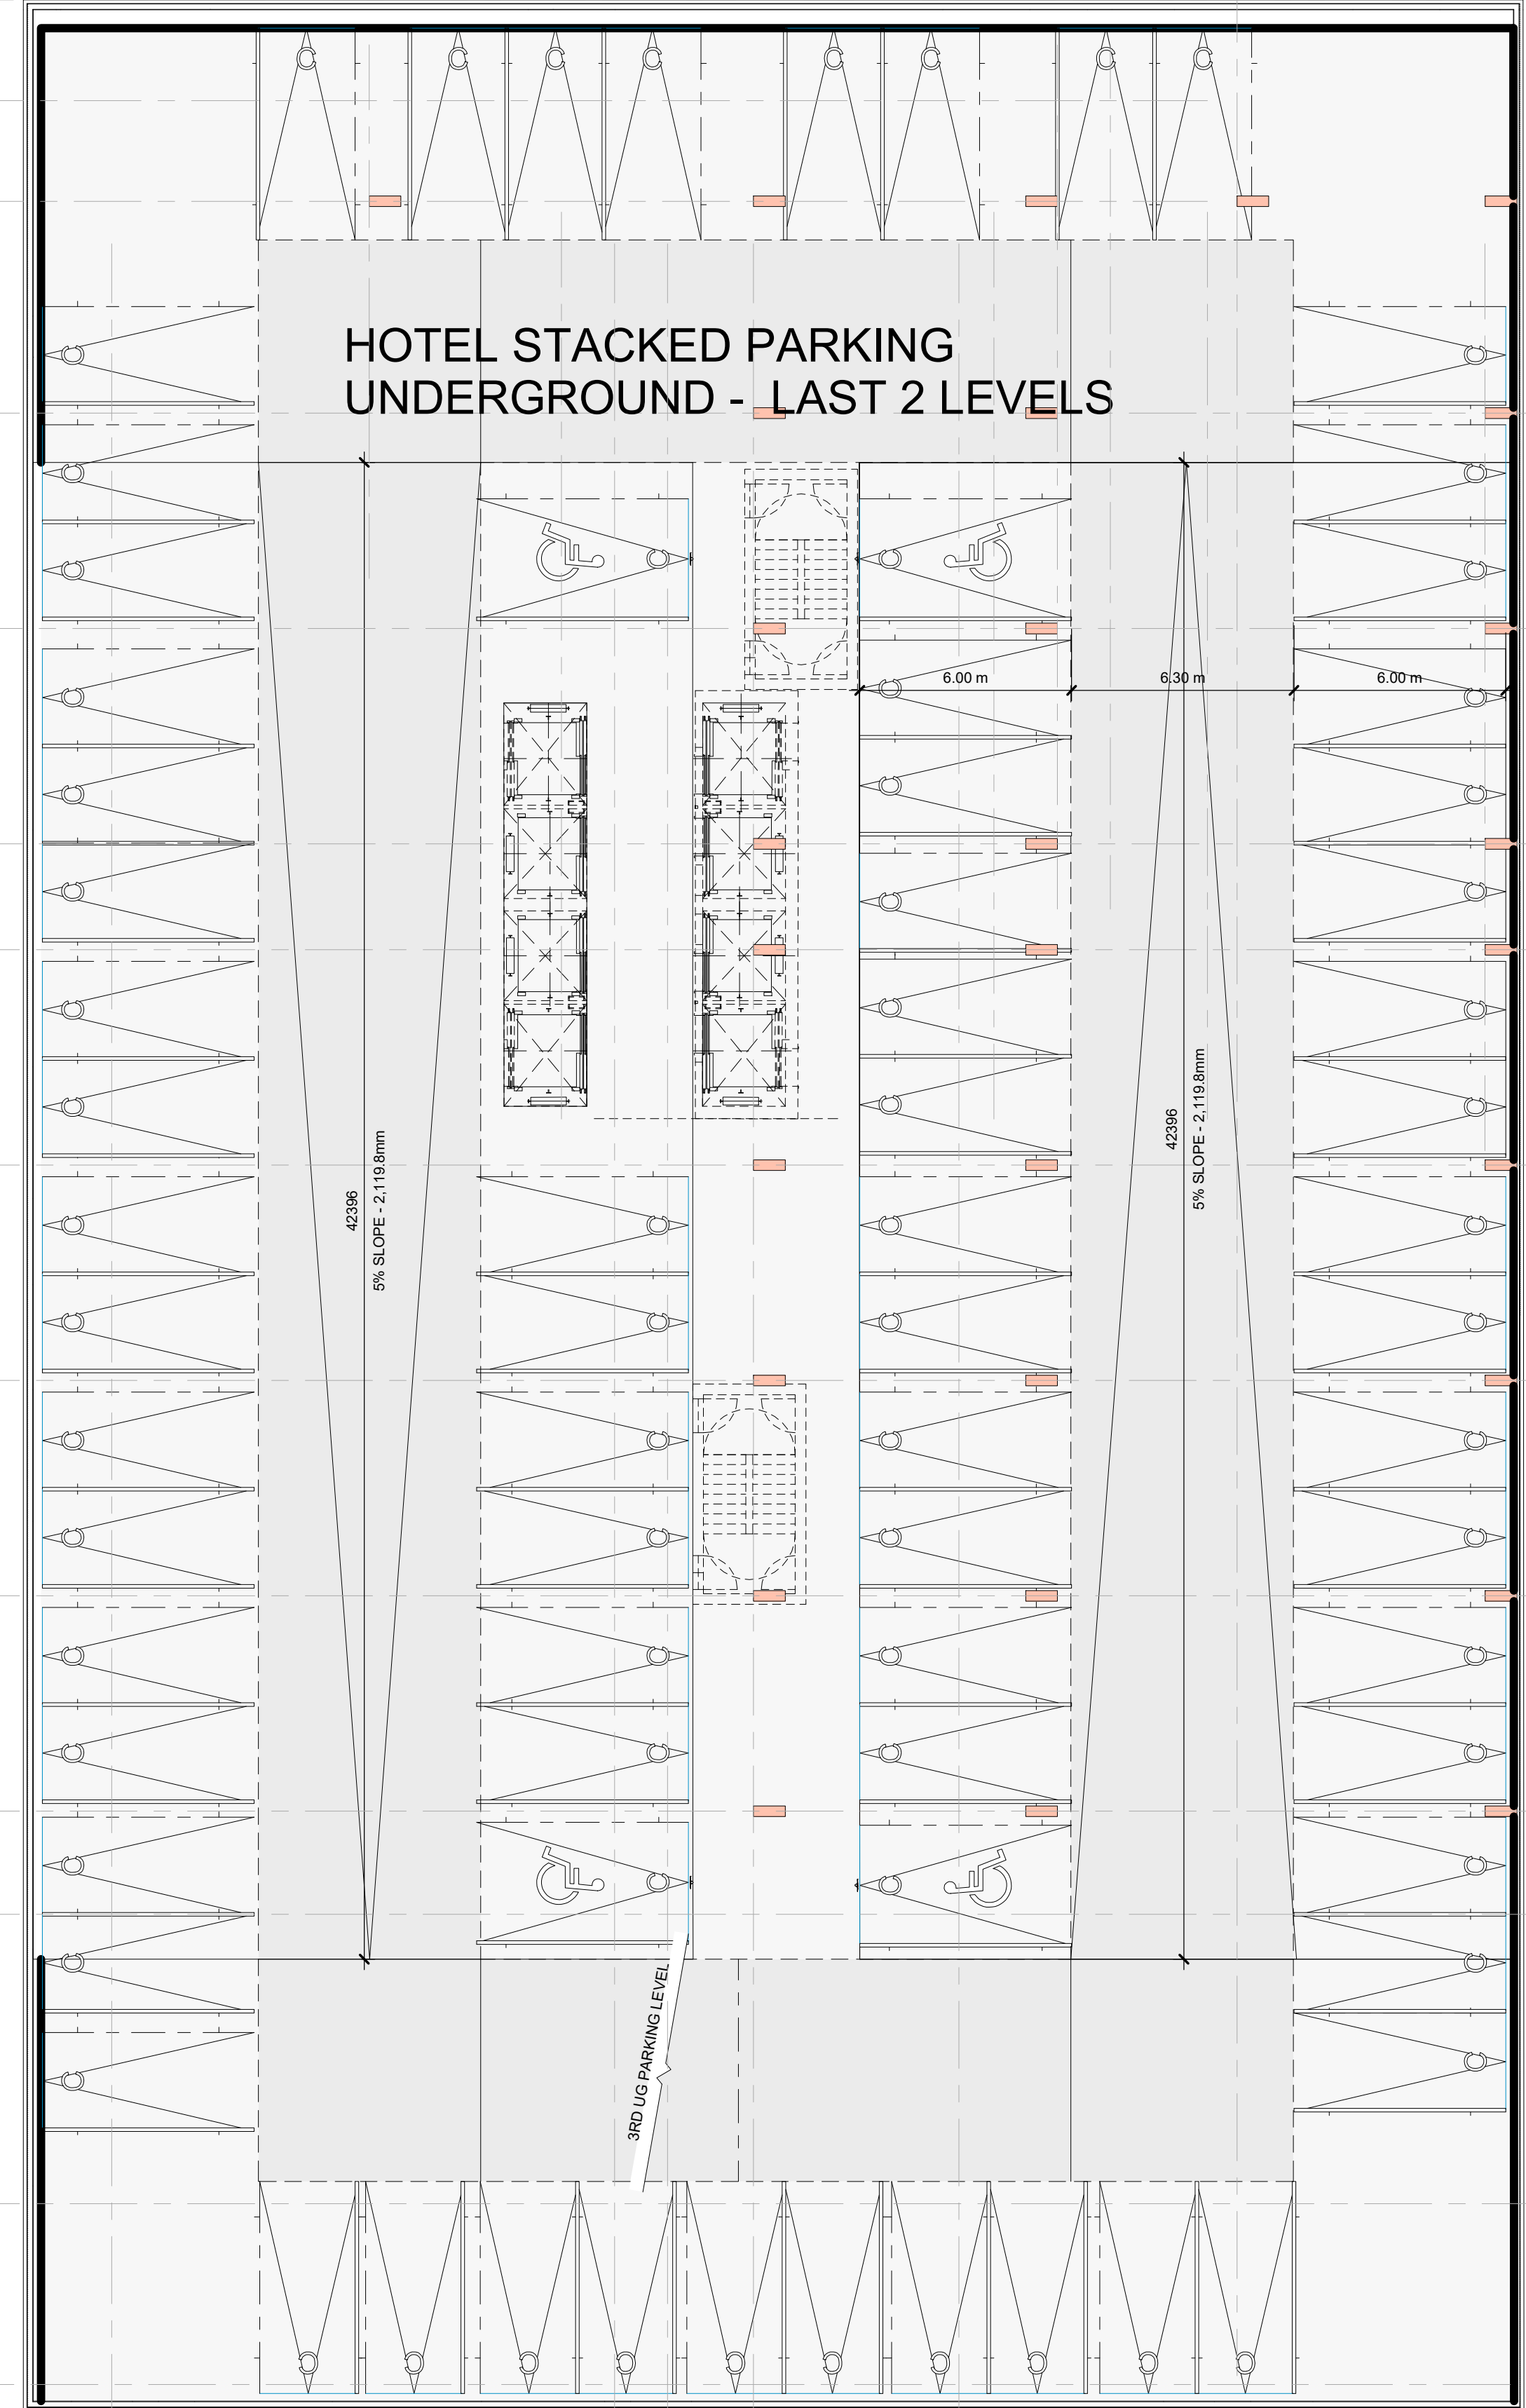 HOTEL STACKED PARKING
UNDERGROUND - LAST 2 LEVELS
6.00 m
6.30 m
6.00 m
42396
5% SLOPE - 2,119.8mm
42396
5% SLOPE - 2,119.8mm
3RD UG PARKING LEVEL